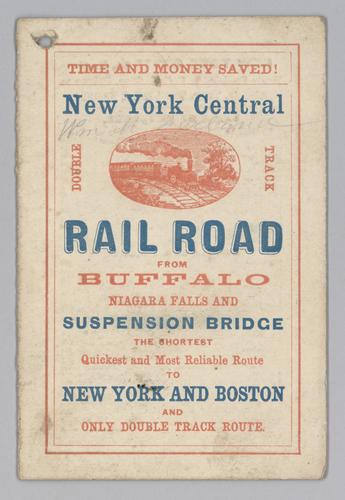 TIME AND MONEY SAVED!
New York Central
DOUBLE
TRACK
RAIL ROAD
FROM
BUFFALO
NIAGARA FALLS AND
SUSPENSION BRIDGE
THE SHORTEST
Quickest and Most Reliable Route
TO
NEW YORK AND BOSTON
AND
ONLY DOUBLE TRACK ROUTE.